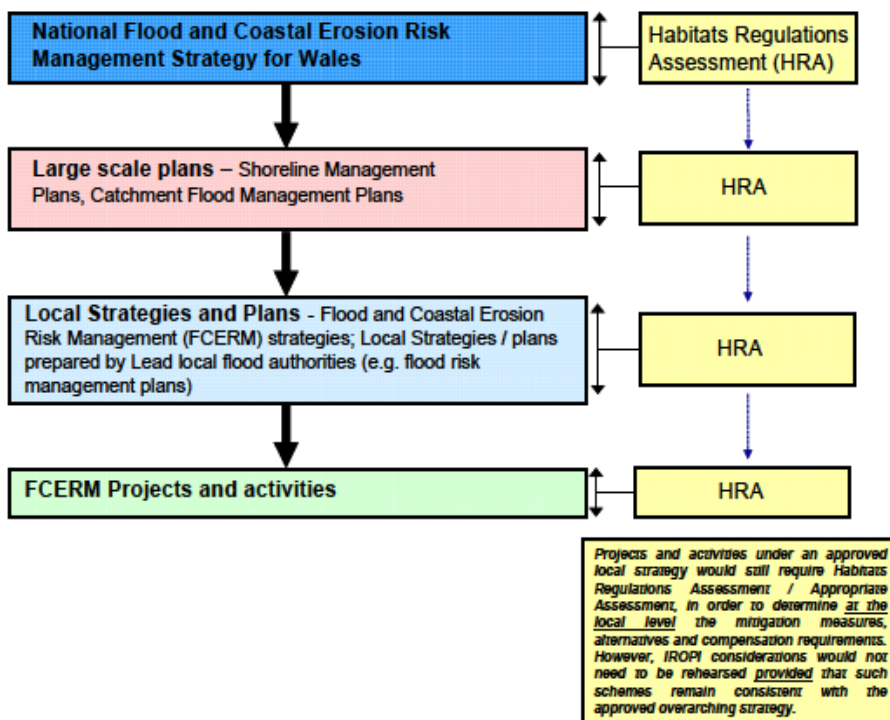 National Flood and Coastal Erosion Risk
Management Strategy for Wales
Habitats Regulations
Assessment (HRA)
Large scale plans – Shoreline Management
Plans, Catchment Flood Management Plans
HRA
Local Strategies and Plans - Flood and Coastal Erosion
Risk Management (FCERM) strategies; Local Strategies / plans
prepared by Lead local flood authorities (e.g. flood risk
management plans)
HRA
FCERM Projects and activities
HRA
Projects and activities under an approved
local strategy would still require Habitats
Regulations Assessment / Appropriate
Assessment, in order to determine at the
local level the mitigation measures,
alternatives and compensation requirements.
However, IROPI considerations would not
need to be rehearsed provided that such
schemes remain consistent with the
approved overarching strategy.